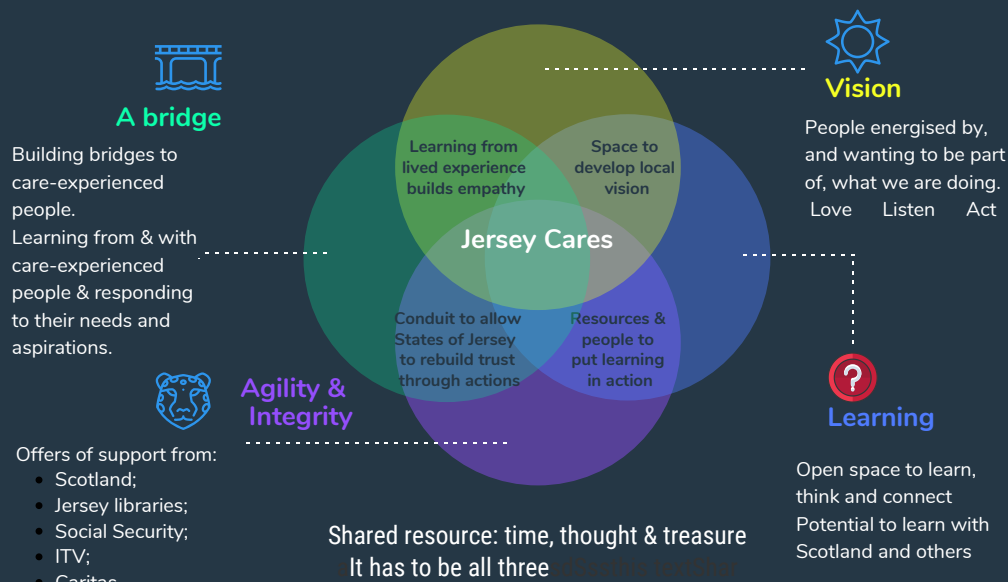 A bridge
Building bridges to
care-experienced
people.
Learning from & with
care-experienced
people & responding
to their needs and
aspirations.
Vision
People energised by,
and wanting to be part
of, what we are doing.
Love Listen Act
Learning from
lived experience
builds empathy
Space to
develop local
vision
Jersey Cares
Conduit to allow
States of Jersey
to rebuild trust
through actions
Resources &
people to
put learning
in action
Agility &
Integrity
Offers of support from:
Scotland;
Jersey libraries;
Social Security;
ITV;
Caritas
Learning
Open space to learn,
think and connect
Potential to learn with
Scotland and others
Shared resource: time, thought & treasure
It has to be all three